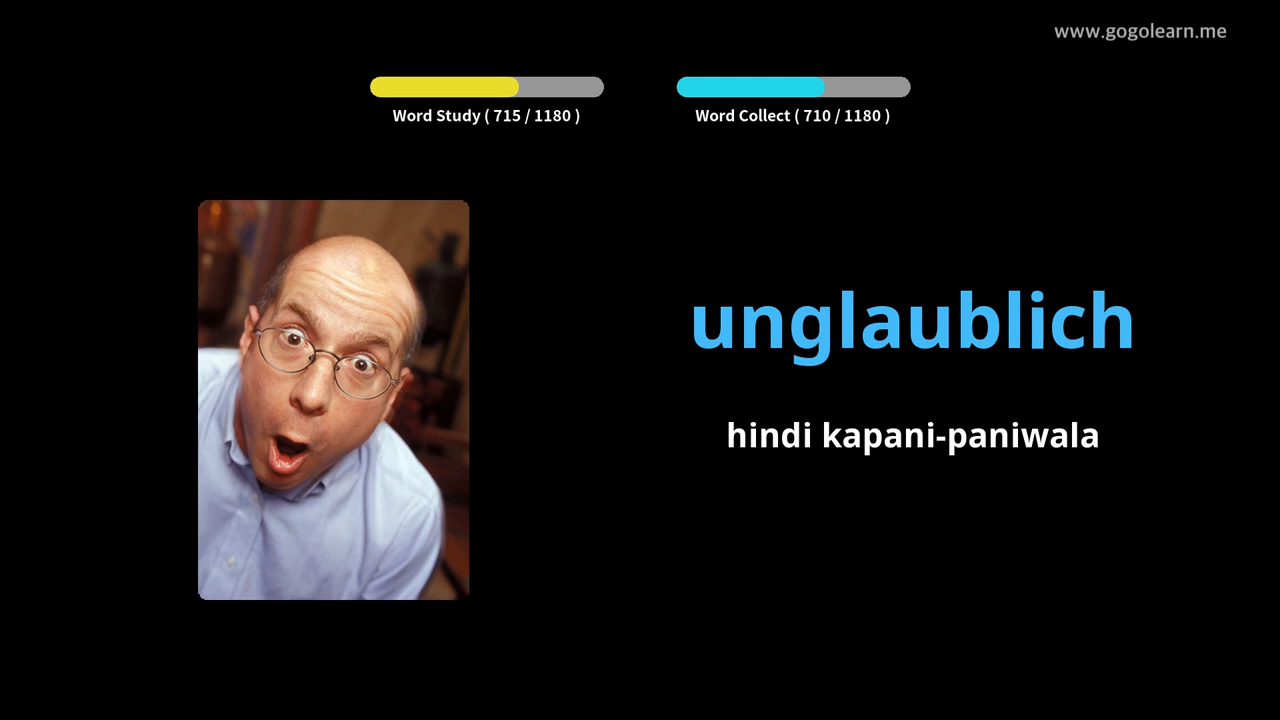 www.gogolearn.me
Word Study ( 715 / 1180 )
Word Collect ( 710 / 1180 )
unglaublich
hindi kapani-paniwala